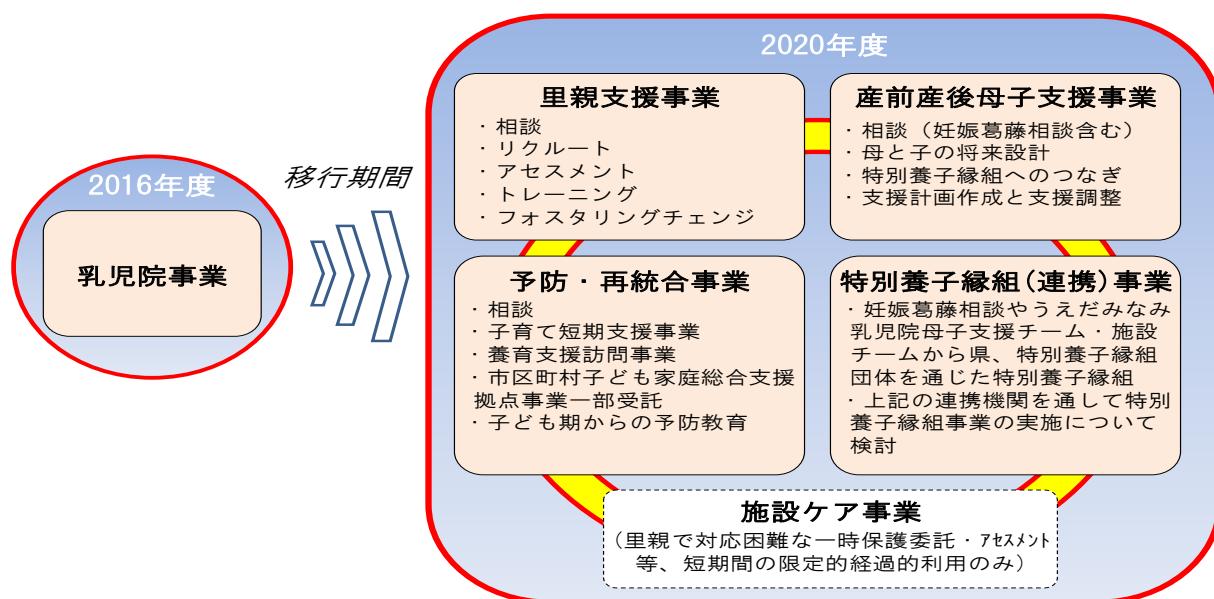 2016年度
乳児院事業
移行期間
2020年度
里親支援事業
・相談
・リクルート
・アセスメント
・トレーニング
・フォスタリングチェンジ
産前産後母子支援事業
・相談（妊娠葛藤相談含む）
・母と子の将来設計
・特別養子縁組へのつなぎ
・支援計画作成と支援調整
予防・再統合事業
・相談
・子育て短期支援事業
・養育支援訪問事業
・市区町村子ども家庭総合支援
拠点事業一部受託
・子ども期からの予防教育
特別養子縁組(連携)事業
・妊娠葛藤相談やうえだみなみ
乳児院母子支援チーム・施設
チームから県、特別養子縁組
団体を通じた特別養子縁組
・上記の連携機関を通して特別
養子縁組事業の実施について
検討
施設ケア事業
（里親で対応困難な一時保護委託・ｱｾｽﾒﾝﾄ
等、短期間の限定的経過的利用のみ）